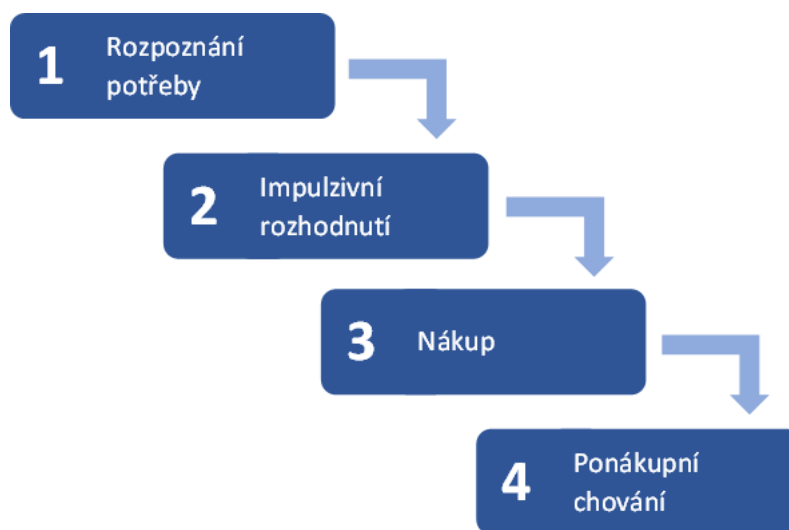 1
Rozpoznání
potřeby
2
Impulzivní
rozhodnutí
3
Nákup
4
Ponákupní
chování